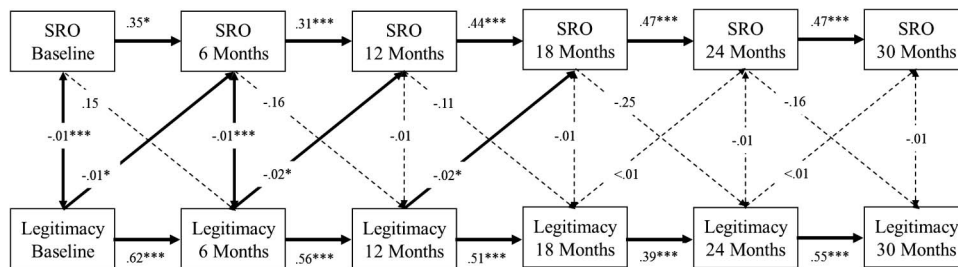 .35* .31*** .44*** .47*** .47***
SRO SRO SRO SRO SRO SRO
Baseline 6 Months 12 Months 18 Months 24 Months 30 Months
.15 -.16 -.11 -.25 -.16
-.01*** -.01*** -.01 -.01 -.01 -.01
-.01* -.02* -.02* <.01 <.01
Legitimacy Legitimacy Legitimacy Legitimacy Legitimacy Legitimacy
Baseline 6 Months 12 Months 18 Months 24 Months 30 Months
.62*** .56*** .51*** .39*** .55***